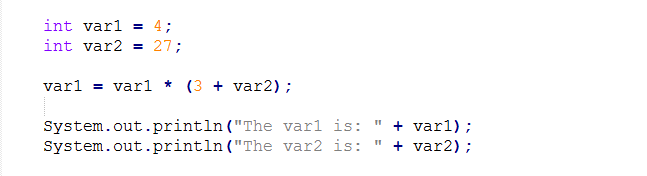 int var1 = 4;
int var2 = 27;
var1 = var1 * (3 + var2);
System.out.println("The var1 is: " + var1);
System.out.println("The var2 is: " + var2);